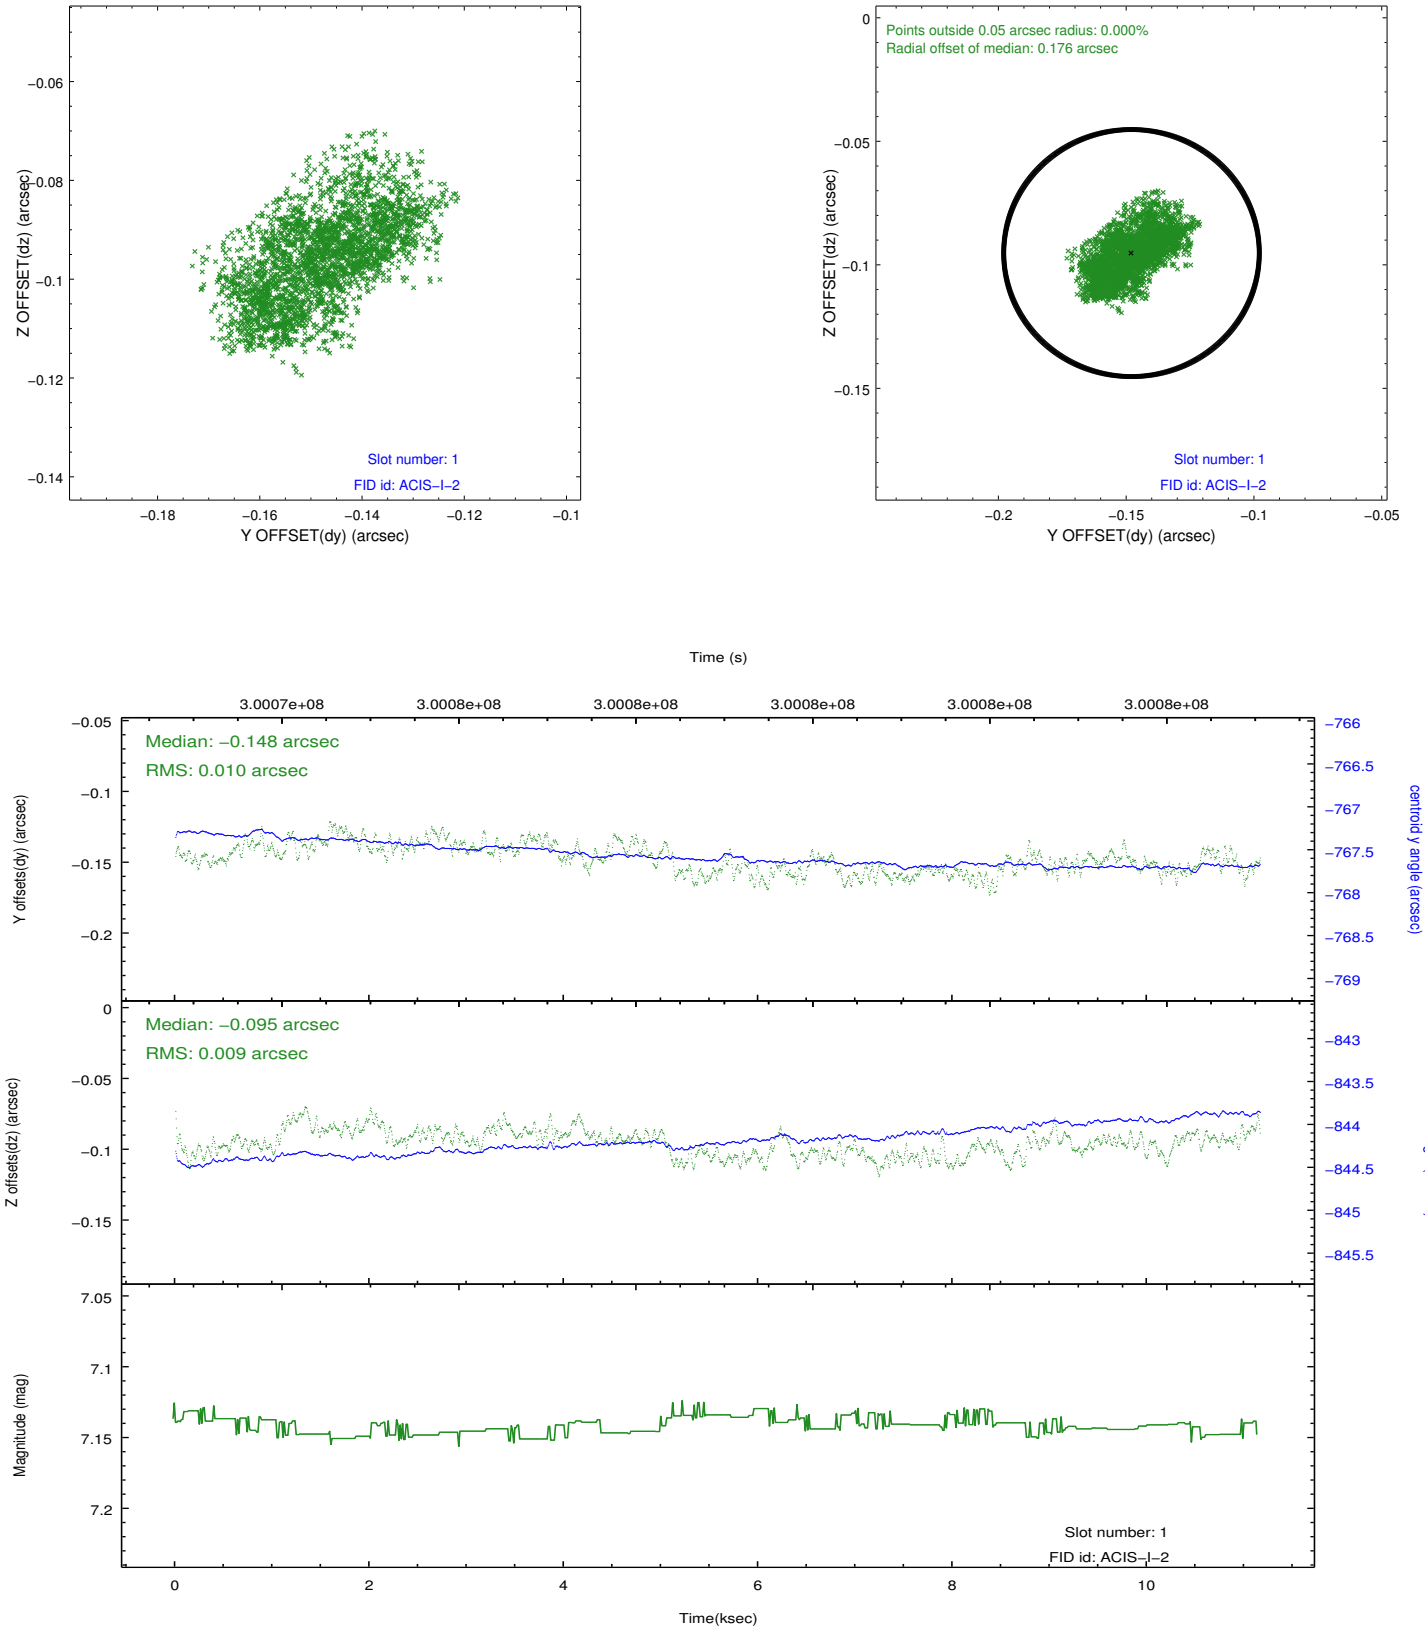 −0.06
−0.08
−0.1
−0.12
−0.14
Z OFFSET(dz) (arcsec)
Slot number: 1
FID id: ACIS−I−2
−0.18
−0.16
−0.14
−0.12
−0.1
Y OFFSET(dy) (arcsec)
0
−0.05
−0.1
−0.15
Z OFFSET(dz) (arcsec)
Points outside 0.05 arcsec radius: 0.000%
Radial offset of median: 0.176 arcsec
Slot number: 1
FID id: ACIS−I−2
−0.2
−0.15
−0.1
−0.05
Y OFFSET(dy) (arcsec)
Time (s)
3.0007e+08
3.0008e+08
3.0008e+08
3.0008e+08
3.0008e+08
3.0008e+08
−0.05
−0.1
−0.15
−0.2
Y offsets(dy) (arcsec)
Median: −0.148 arcsec
RMS: 0.010 arcsec
−766
−766.5
−767
−767.5
−768
−768.5
−769
centroid y angle (arcsec)
0
−0.05
−0.1
−0.15
Z offsets(dz) (arcsec)
Median: −0.095 arcsec
RMS: 0.009 arcsec
−843
−843.5
−844
−844.5
−845
−845.5
7.05
7.1
7.15
7.2
Magnitude (mag)
Slot number: 1
FID id: ACIS−I−2
0
2
4
6
8
10
Time(ksec)